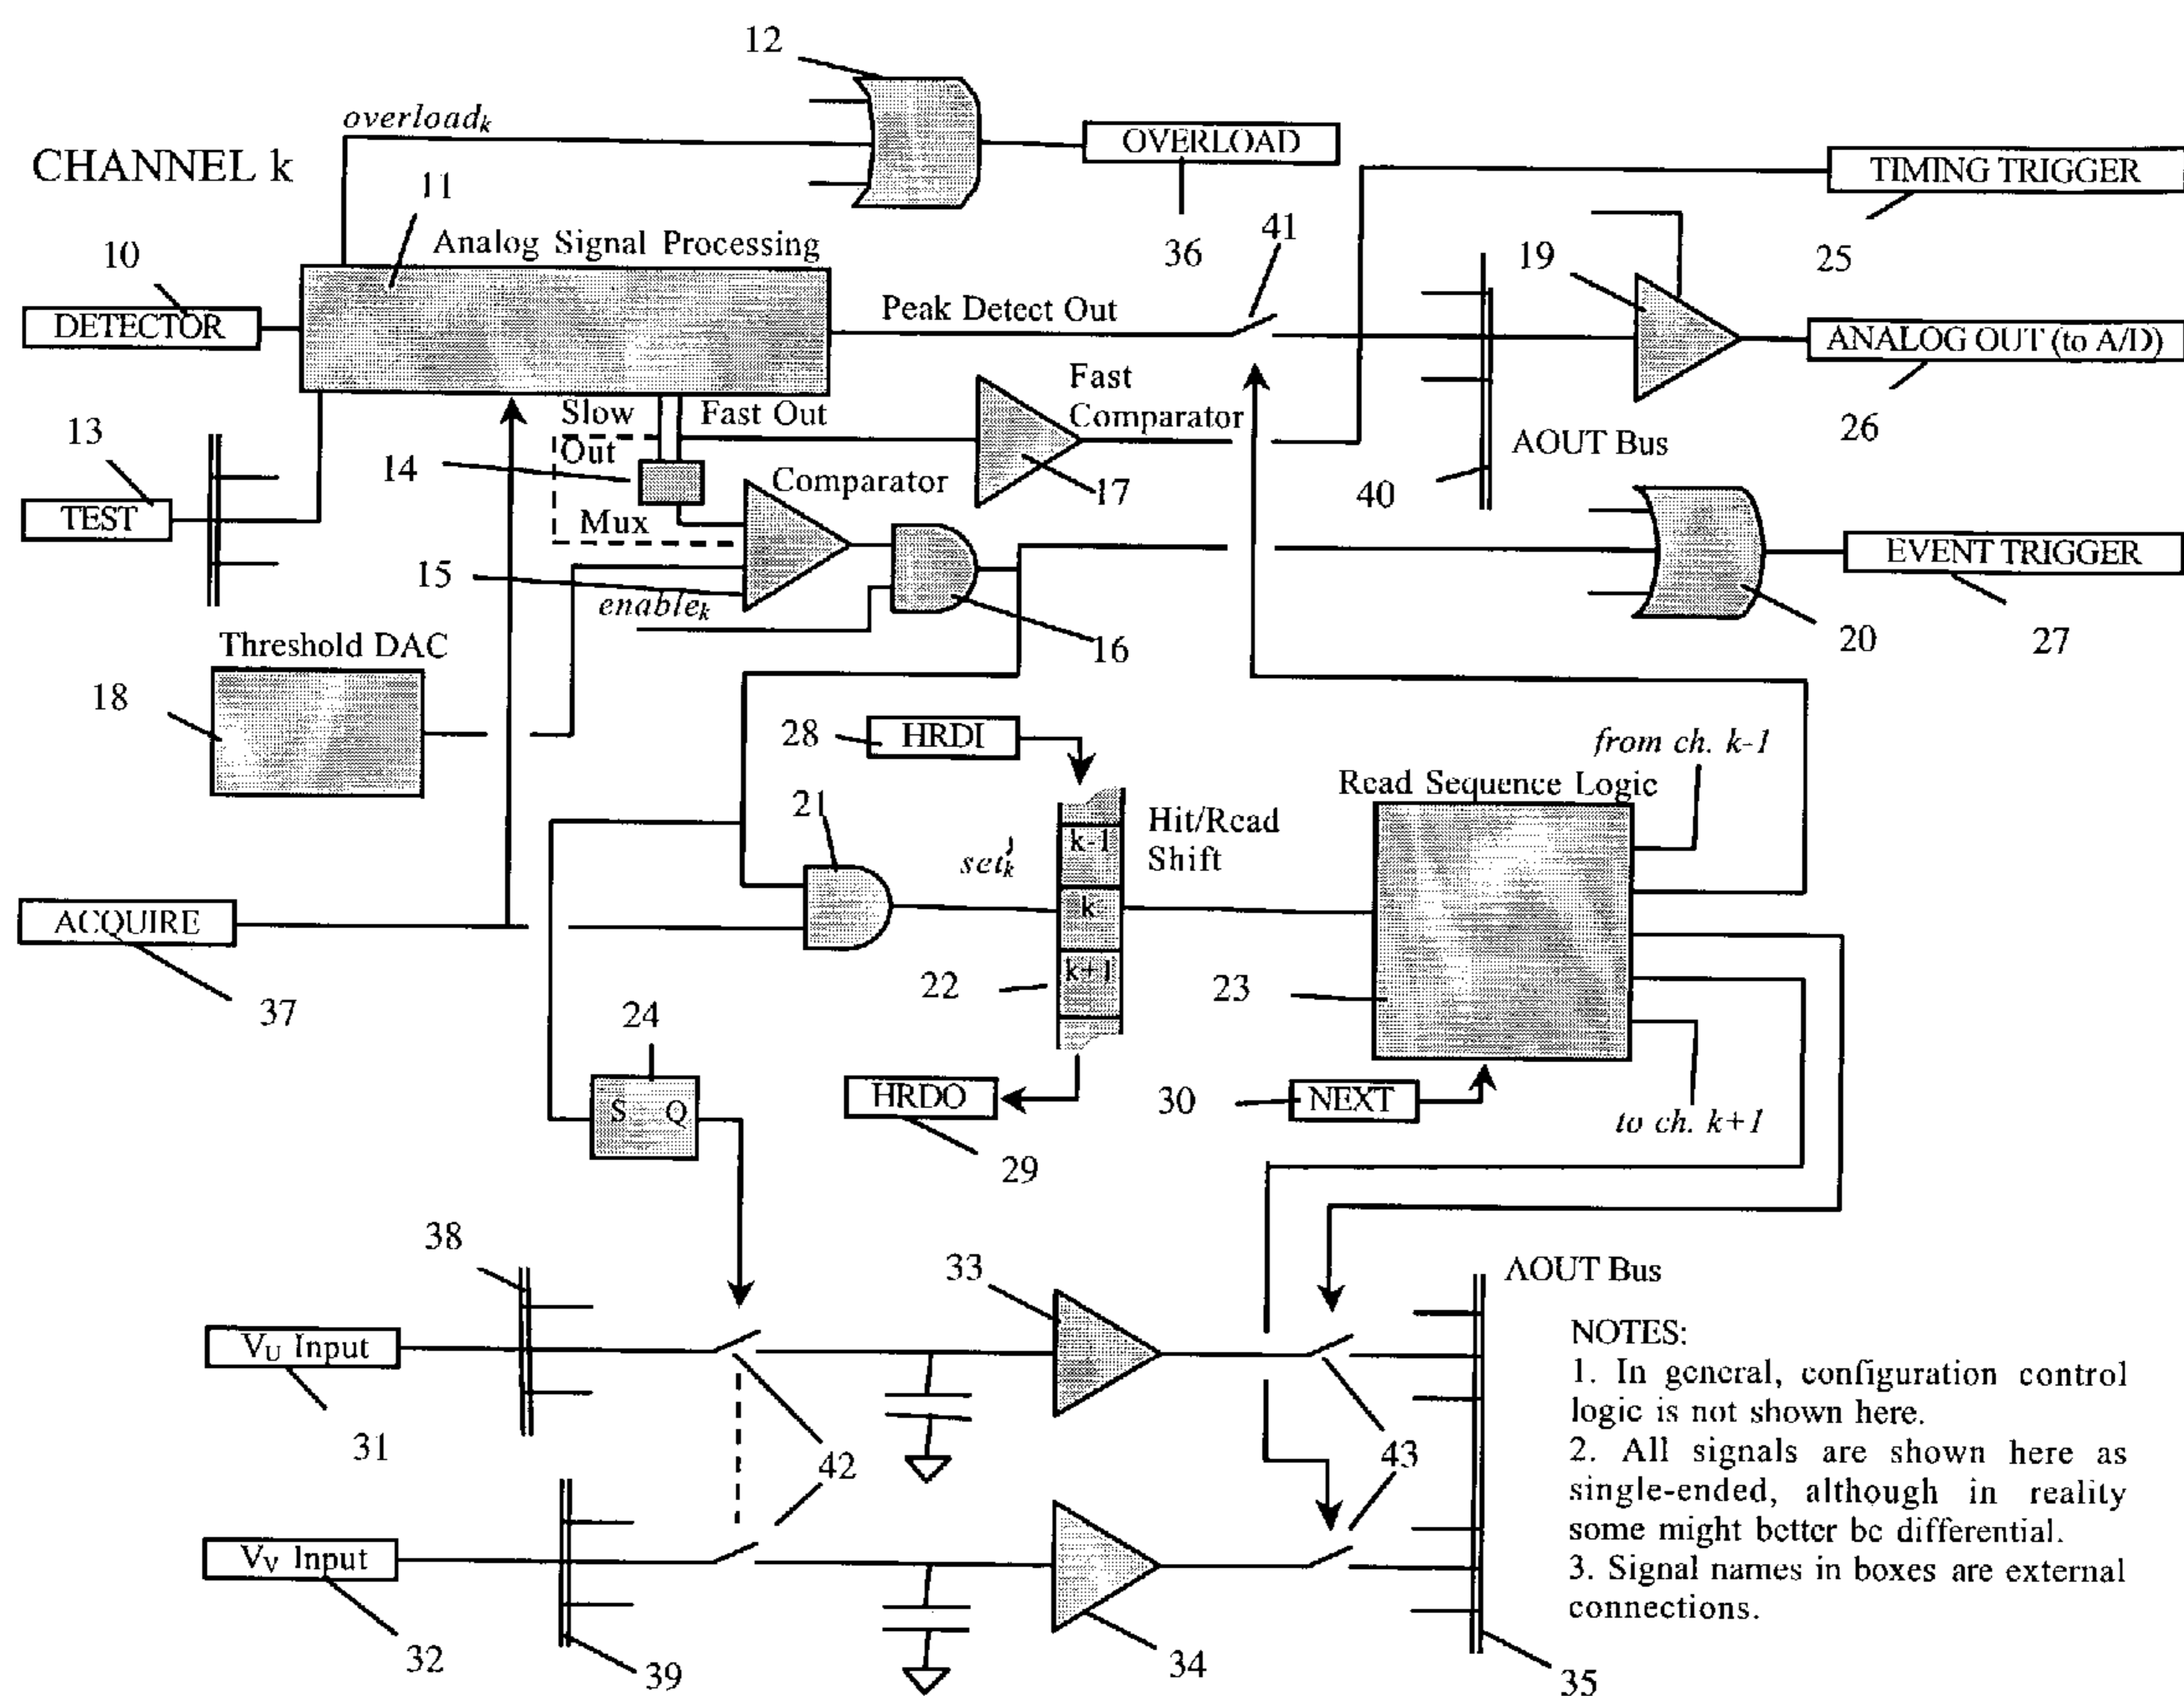 12
overloadk
OVERLOAD
TIMING TRIGGER
CHANNEL k
11
41
36
25
10
Analog Signal Processing
19
DETECTOR
Peak Detect Out
ANALOG OUT (to A/D)
26
13
Slow
Out
Fast Out
Fast
Comparator
AOUT Bus
14
Comparator
17
40
TEST
Mux
EVENT TRIGGER
15
enablek
16
20
27
Threshold DAC
18
28
HRDI
from ch. k-1
Read Sequence Logic
21
Hit/Read
Shift
k-1
setk
k
ACQUIRE
k+1
22
23
37
24
S Q
HRDO
30
NEXT
to ch. k+1
29
38
33
AOUT Bus
VU Input
31
42
43
NOTES:
1. In general, configuration control
logic is not shown here.
2. All signals are shown here as
single-ended, although in reality
some might better be differential.
3. Signal names in boxes are external
connections.
VV Input
32
39
34
35